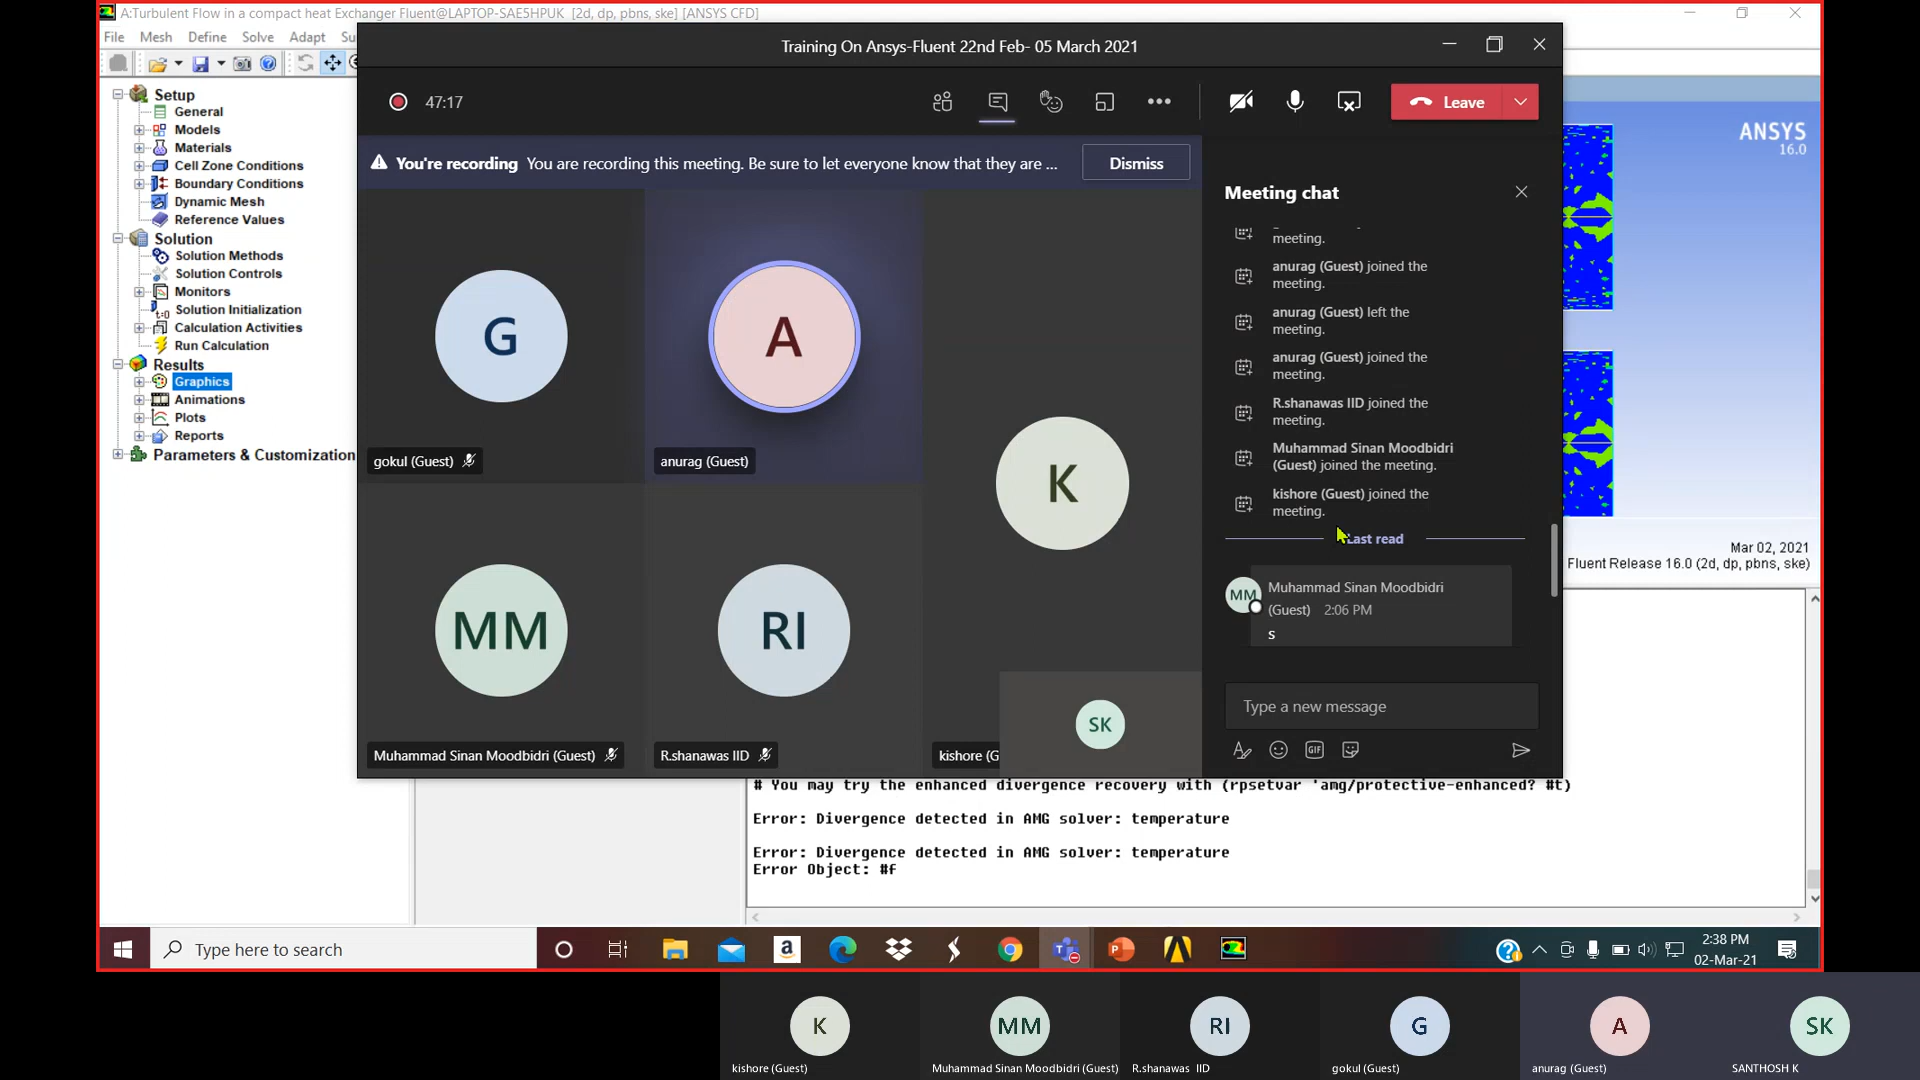 A:Turbulent Flow in a compact heat Exchanger Fluent@LAPTOP-SAE5HPUK [2d, dp, pbns, ske] [ANSYS CFD]
File Mesh Define Solve Adapt Su
Training On Ansys-Fluent 22nd Feb- 05 March 2021
47:17
Leave
You're recording You are recording this meeting. Be sure to let everyone know that they are ...
Dismiss
Setup
General
Models
Materials
Cell Zone Conditions
Boundary Conditions
Dynamic Mesh
Reference Values
Solution
Solution Methods
Solution Controls
Monitors
Solution Initialization
Calculation Activities
Run Calculation
Results
Graphics
Animations
Plots
Reports
Parameters & Customization
G
gokul (Guest)
A
anurag (Guest)
K
kishore (G
MM
Muhammad Sinan Moodbidri (Guest)
RI
R.shanawas IID
SK
Meeting chat
meeting.
anurag (Guest) joined the
meeting.
anurag (Guest) left the
meeting.
anurag (Guest) joined the
meeting.
R.shanawas IID joined the
meeting.
Muhammad Sinan Moodbidri
(Guest) joined the meeting.
kishore (Guest) joined the
meeting.
Last read
MM
Muhammad Sinan Moodbidri
(Guest) 2:06 PM
s
Type a new message
GIF
ANSYS
16.0
Mar 02, 2021
Fluent Release 16.0 (2d, dp, pbns, ske)
# You may try the enhanced divergence recovery with (rpsetvar 'amg/protective-enhanced? #t)
Error: Divergence detected in AMG solver: temperature
Error: Divergence detected in AMG solver: temperature
Error Object: #f
Type here to search
2:38 PM
02-Mar-21
K
kishore (Guest)
MM
Muhammad Sinan Moodbidri (Guest)
RI
R.shanawas IID
G
gokul (Guest)
A
anurag (Guest)
SK
SANTHOSH K